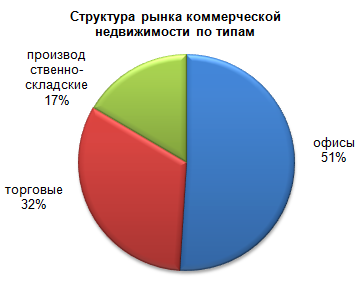 Структура рынка коммерческой
недвижимости по типам
производ
ственно-
складские
17%
офисы
51%
торговые
32%